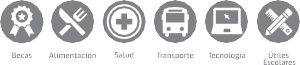 Becas
Alimentación
Salud
Transporte
Tecnología
Útiles
Escolares